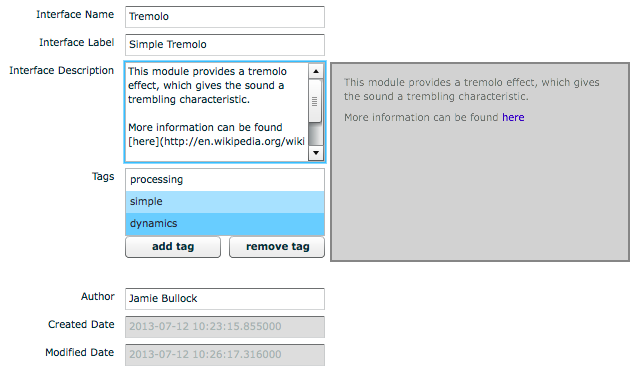 Interface Name Tremolo
Interface Label Simple Tremolo
Interface Description
This module provides a tremolo
effect, which gives the sound a
trembling characteristic.
More information can be found
[here](http://en.wikipedia.org/wiki
This module provides a tremolo effect, which gives
the sound a trembling characteristic.
More information can be found here
Tags
processing
simple
dynamics
add tag remove tag
Author Jamie Bullock
Created Date 2013-07-12 10:23:15.855000
Modified Date 2013-07-12 10:26:17.316000